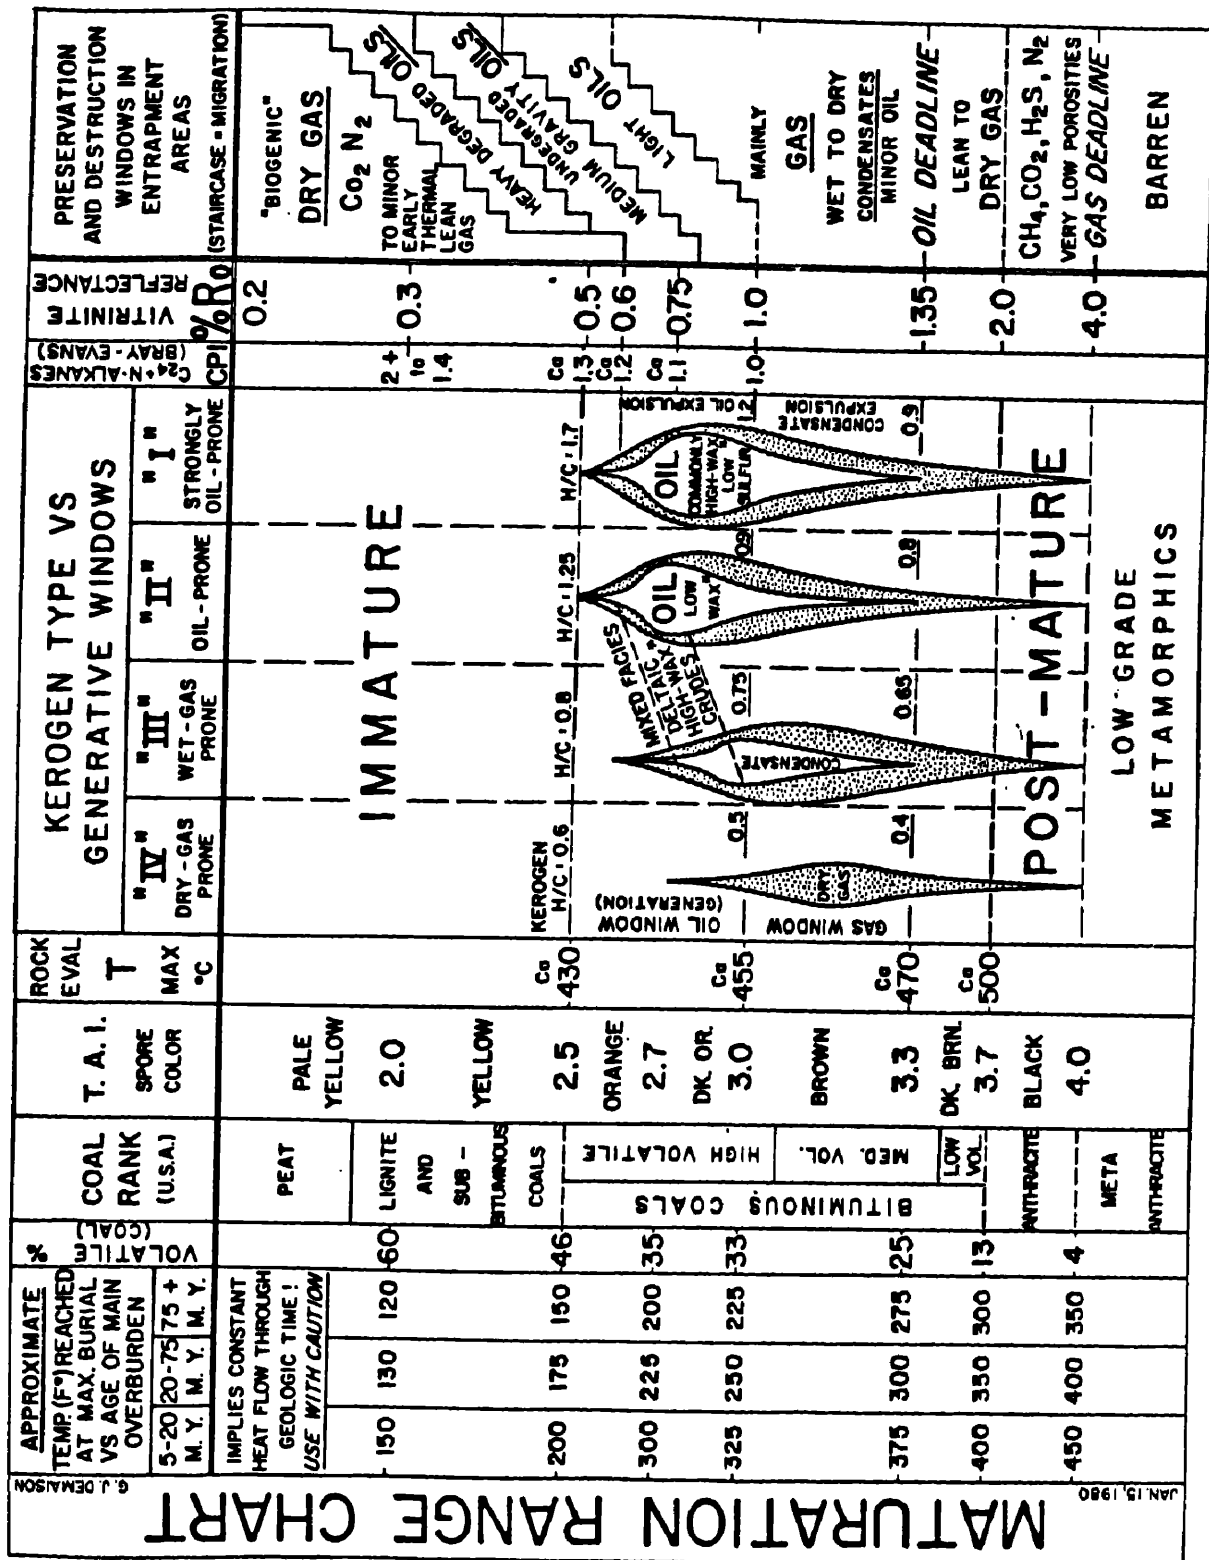 MATURATION RANGE CHART
G. J. DEMAISON
JAN. 15, 1980
APPROXIMATE
TEMP. (F°) REACHED
AT MAX. BURIAL
VS AGE OF MAIN
OVERBURDEN
5-20 M. Y.
20-75 M. Y.
75 + M. Y.
IMPLIES CONSTANT
HEAT FLOW THROUGH
GEOLOGIC TIME !
USE WITH CAUTION
150 130 120
200 175 150
300 225 200
325 250 225
375 300 275
400 350 300
450 400 350
% VOLATILE
(COAL)
60
46
35
33
25
13
4
COAL
RANK
(U.S.A.)
PEAT
LIGNITE
AND
SUB -
BITUMINOUS
COALS
BITUMINOUS COALS
HIGH VOLATILE
MED. VOL.
LOW
VOL.
ANTHRACITE
META
ANTHRACITE
T. A. I.
SPORE
COLOR
PALE
YELLOW
2.0
YELLOW
2.5
ORANGE
2.7
DK. OR.
3.0
BROWN
3.3
DK. BRN.
3.7
BLACK
4.0
ROCK
EVAL
T
MAX
°C
Ca
430
Ca
455
Ca
470
Ca
500
KEROGEN TYPE VS
GENERATIVE WINDOWS
"IV"
DRY - GAS
PRONE
"III"
WET - GAS
PRONE
"II"
OIL - PRONE
"I"
STRONGLY
OIL - PRONE
IMMATURE
KEROGEN
H/C : 0.6
H/C : 0.8
H/C : 1.25
H/C : 1.7
OIL WINDOW
(GENERATION)
GAS WINDOW
DRY
GAS
0.5
0.4
MIXED FACIES
"DELTAIC"
HIGH-WAX
CRUDES
CONDENSATE
0.75
0.65
OIL
LOW
WAX"
0.9
0.8
OIL
COMMONLY
HIGH-WAX"
LOW
SULFUR
OIL EXPULSION
1.2
CONDENSATE
EXPULSION
0.9
POST-MATURE
LOW-GRADE
METAMORPHICS
C24+ N-ALKANES
(BRAY-EVANS)
CPI
2 +
to
1.4
Ca
1.3
Ca
1.2
Ca
1.1
1.0
VITRINITE
REFLECTANCE
%Ro
0.2
0.3
0.5
0.6
0.75
1.0
1.35
2.0
4.0
PRESERVATION
AND DESTRUCTION
WINDOWS IN
ENTRAPMENT
AREAS
(STAIRCASE = MIGRATION)
"BIOGENIC"
DRY GAS
Co2 N2
TO MINOR
EARLY
THERMAL
LEAN
GAS
HEAVY DEGRADED OILS
UNDEGRADED
MEDIUM GRAVITY OILS
LIGHT OILS
MAINLY
GAS
WET TO DRY
CONDENSATES
MINOR OIL
OIL DEADLINE
LEAN TO
DRY GAS
CH4, CO2, H2S, N2
VERY LOW POROSITIES
GAS DEADLINE
BARREN